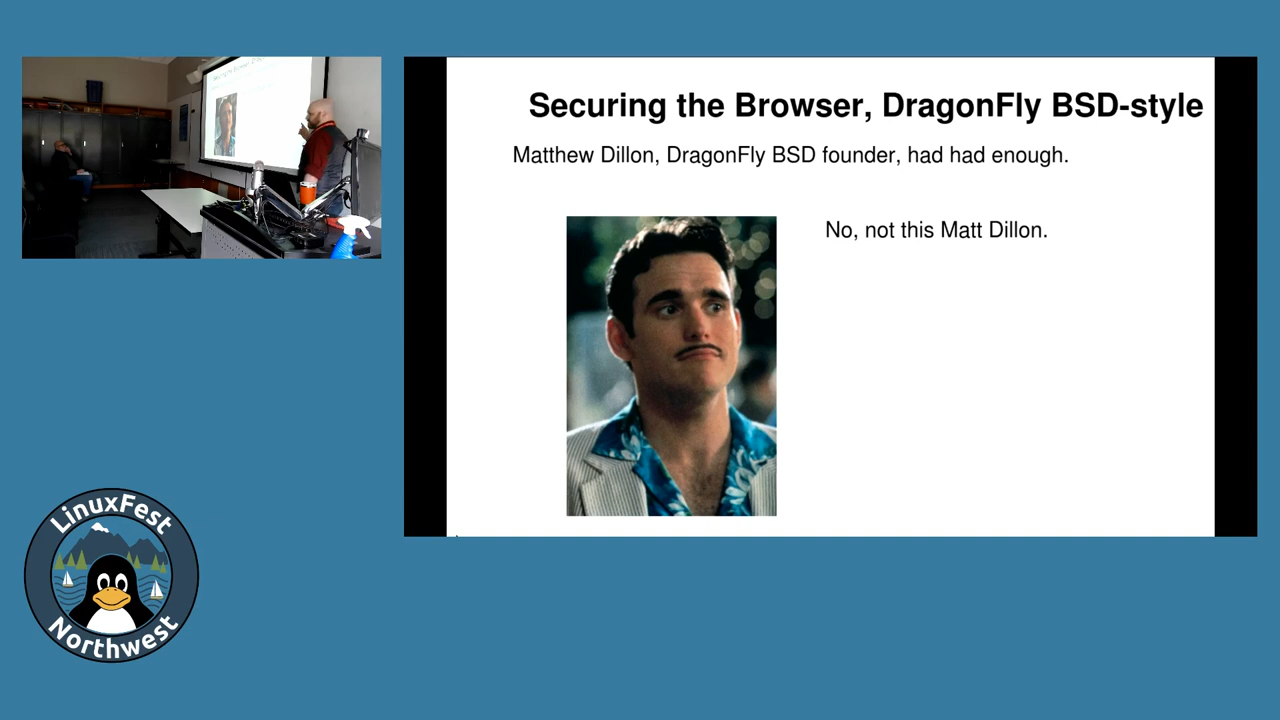 Securing the Browser, DragonFly BSD-style
Matthew Dillon, DragonFly BSD founder, had had enough.
No, not this Matt Dillon.
LinuxFest
Northwest